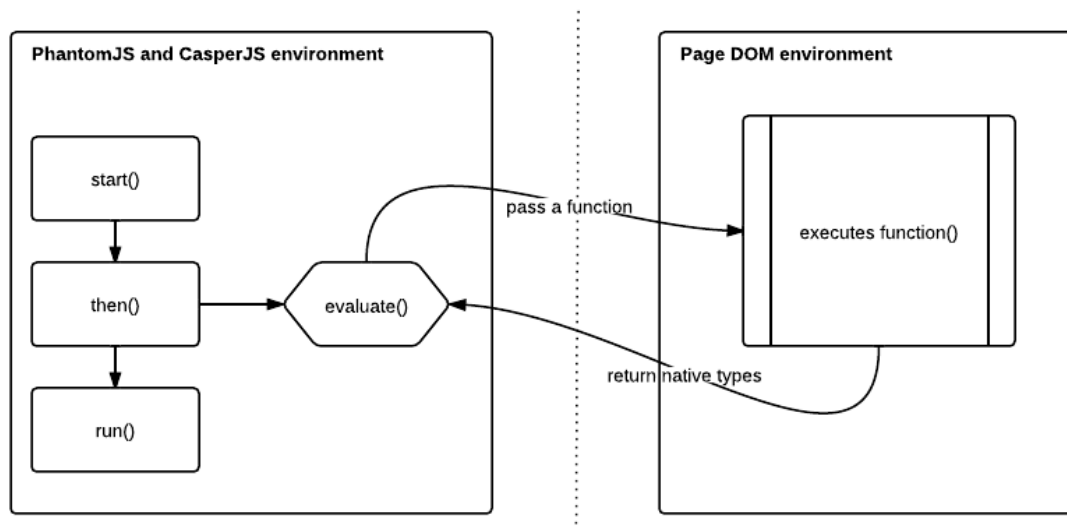 PhantomJS and CasperJS environment
Page DOM environment
start()
pass a function
executes function()
then()
evaluate()
return native types
run()